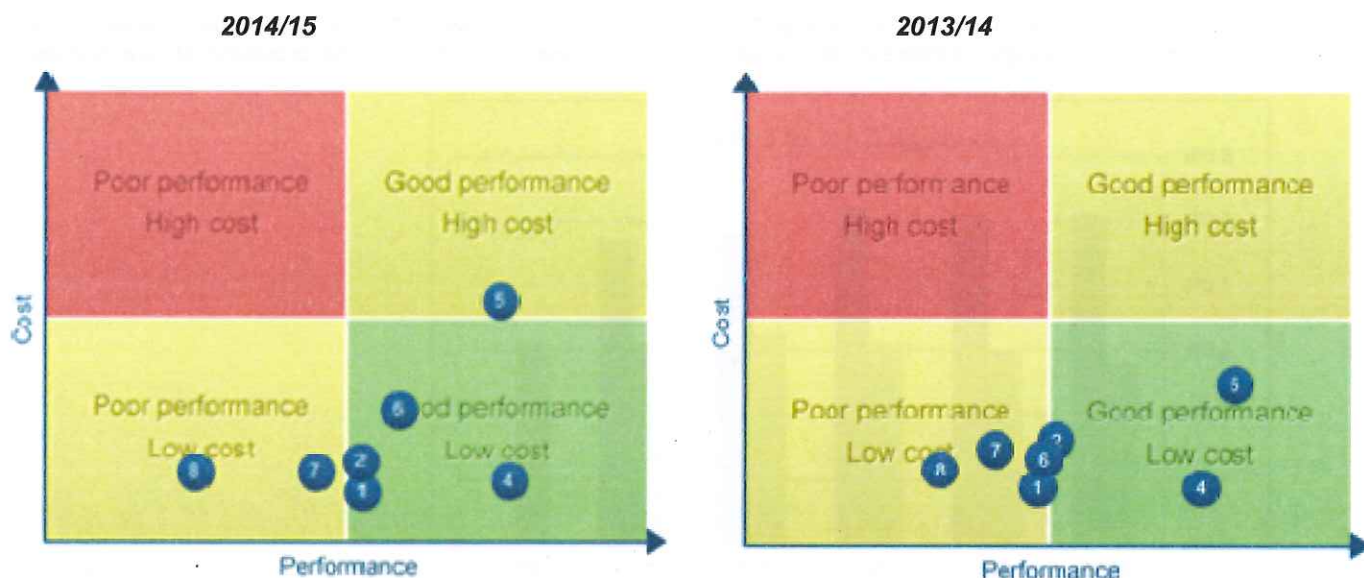 2014/15
Poor performance
High cost
Good performance
High cost
5
Cost
6
Poor performance
Low cost
Good performance
Low cost
8
7
2
1
4
Performance
2013/14
Poor performance
High cost
Good performance
High cost
Cost
5
Poor performance
Low cost
Good performance
Low cost
2
7
6
8
1
4
Performance